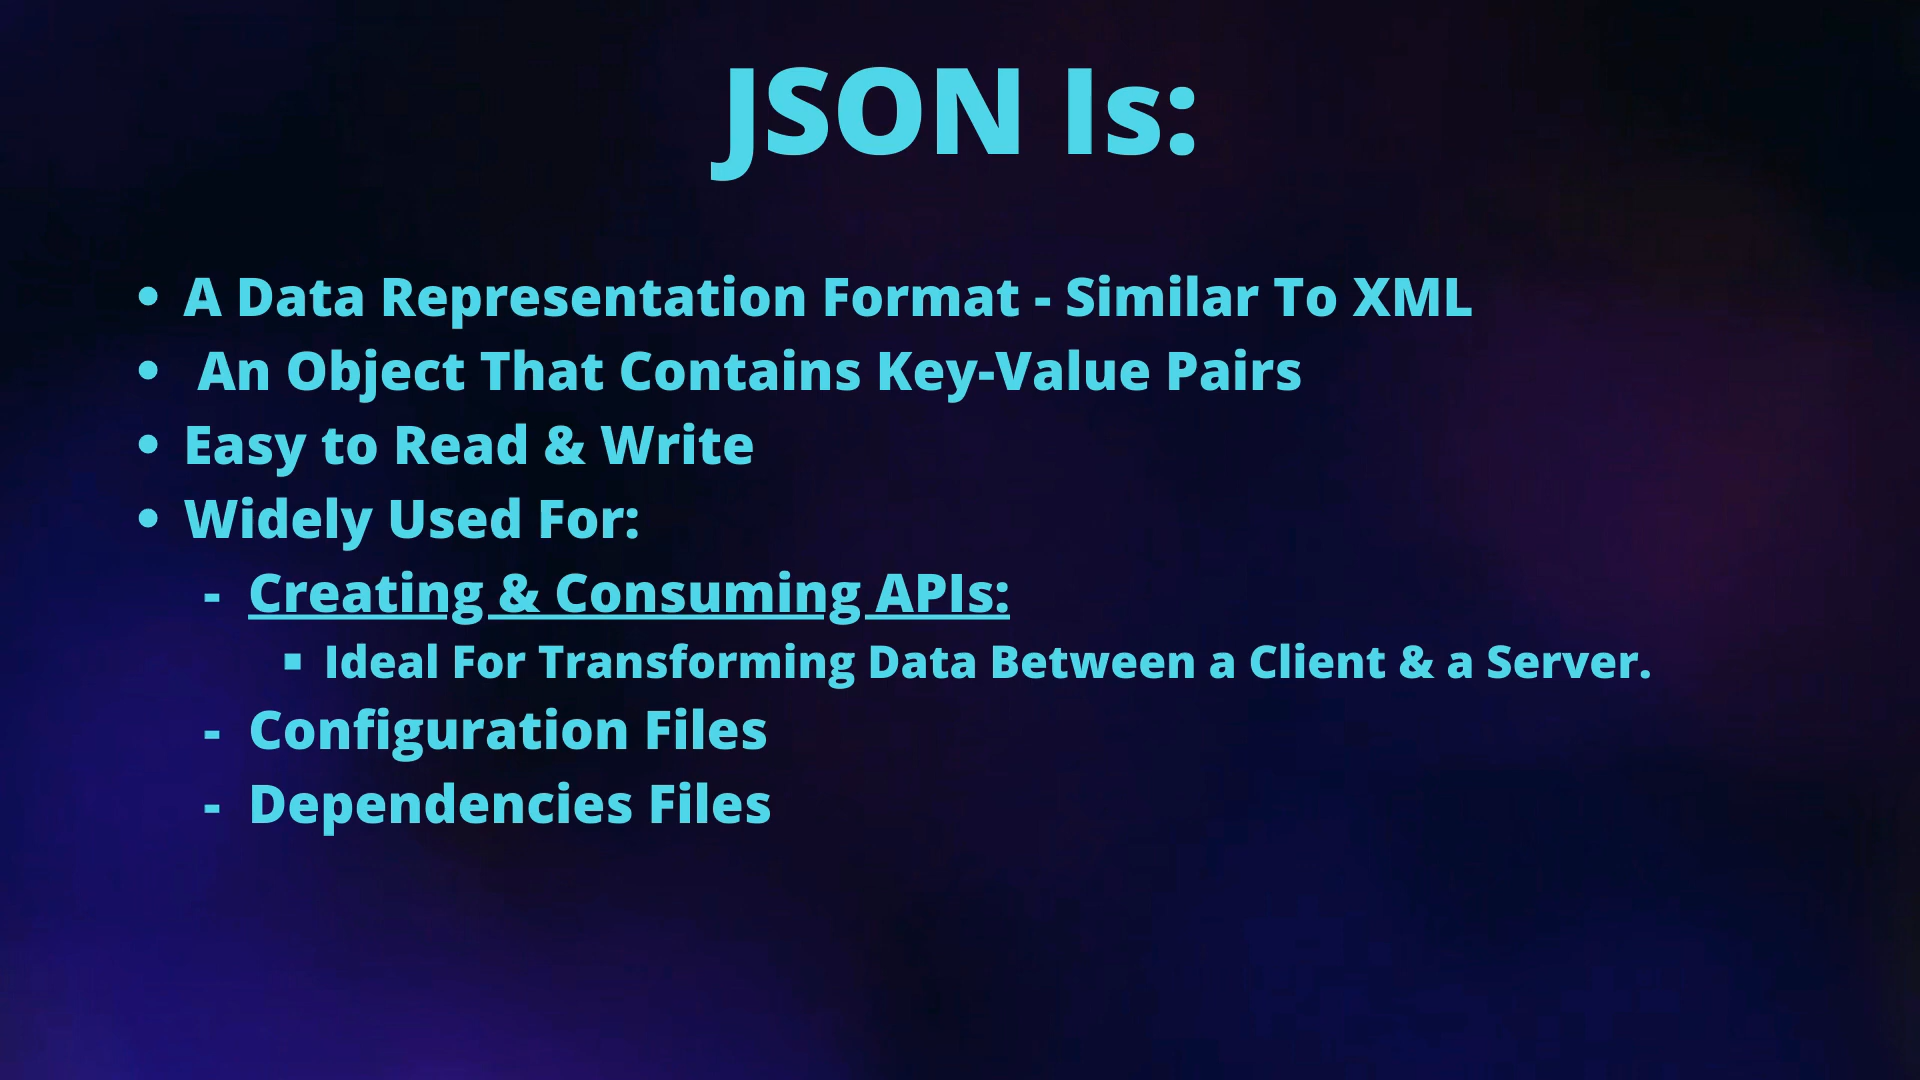 JSON Is:
• A Data Representation Format - Similar To XML
• An Object That Contains Key-Value Pairs
• Easy to Read & Write
• Widely Used For:
- Creating & Consuming APIs:
▪ Ideal For Transforming Data Between a Client & a Server.
- Configuration Files
- Dependencies Files